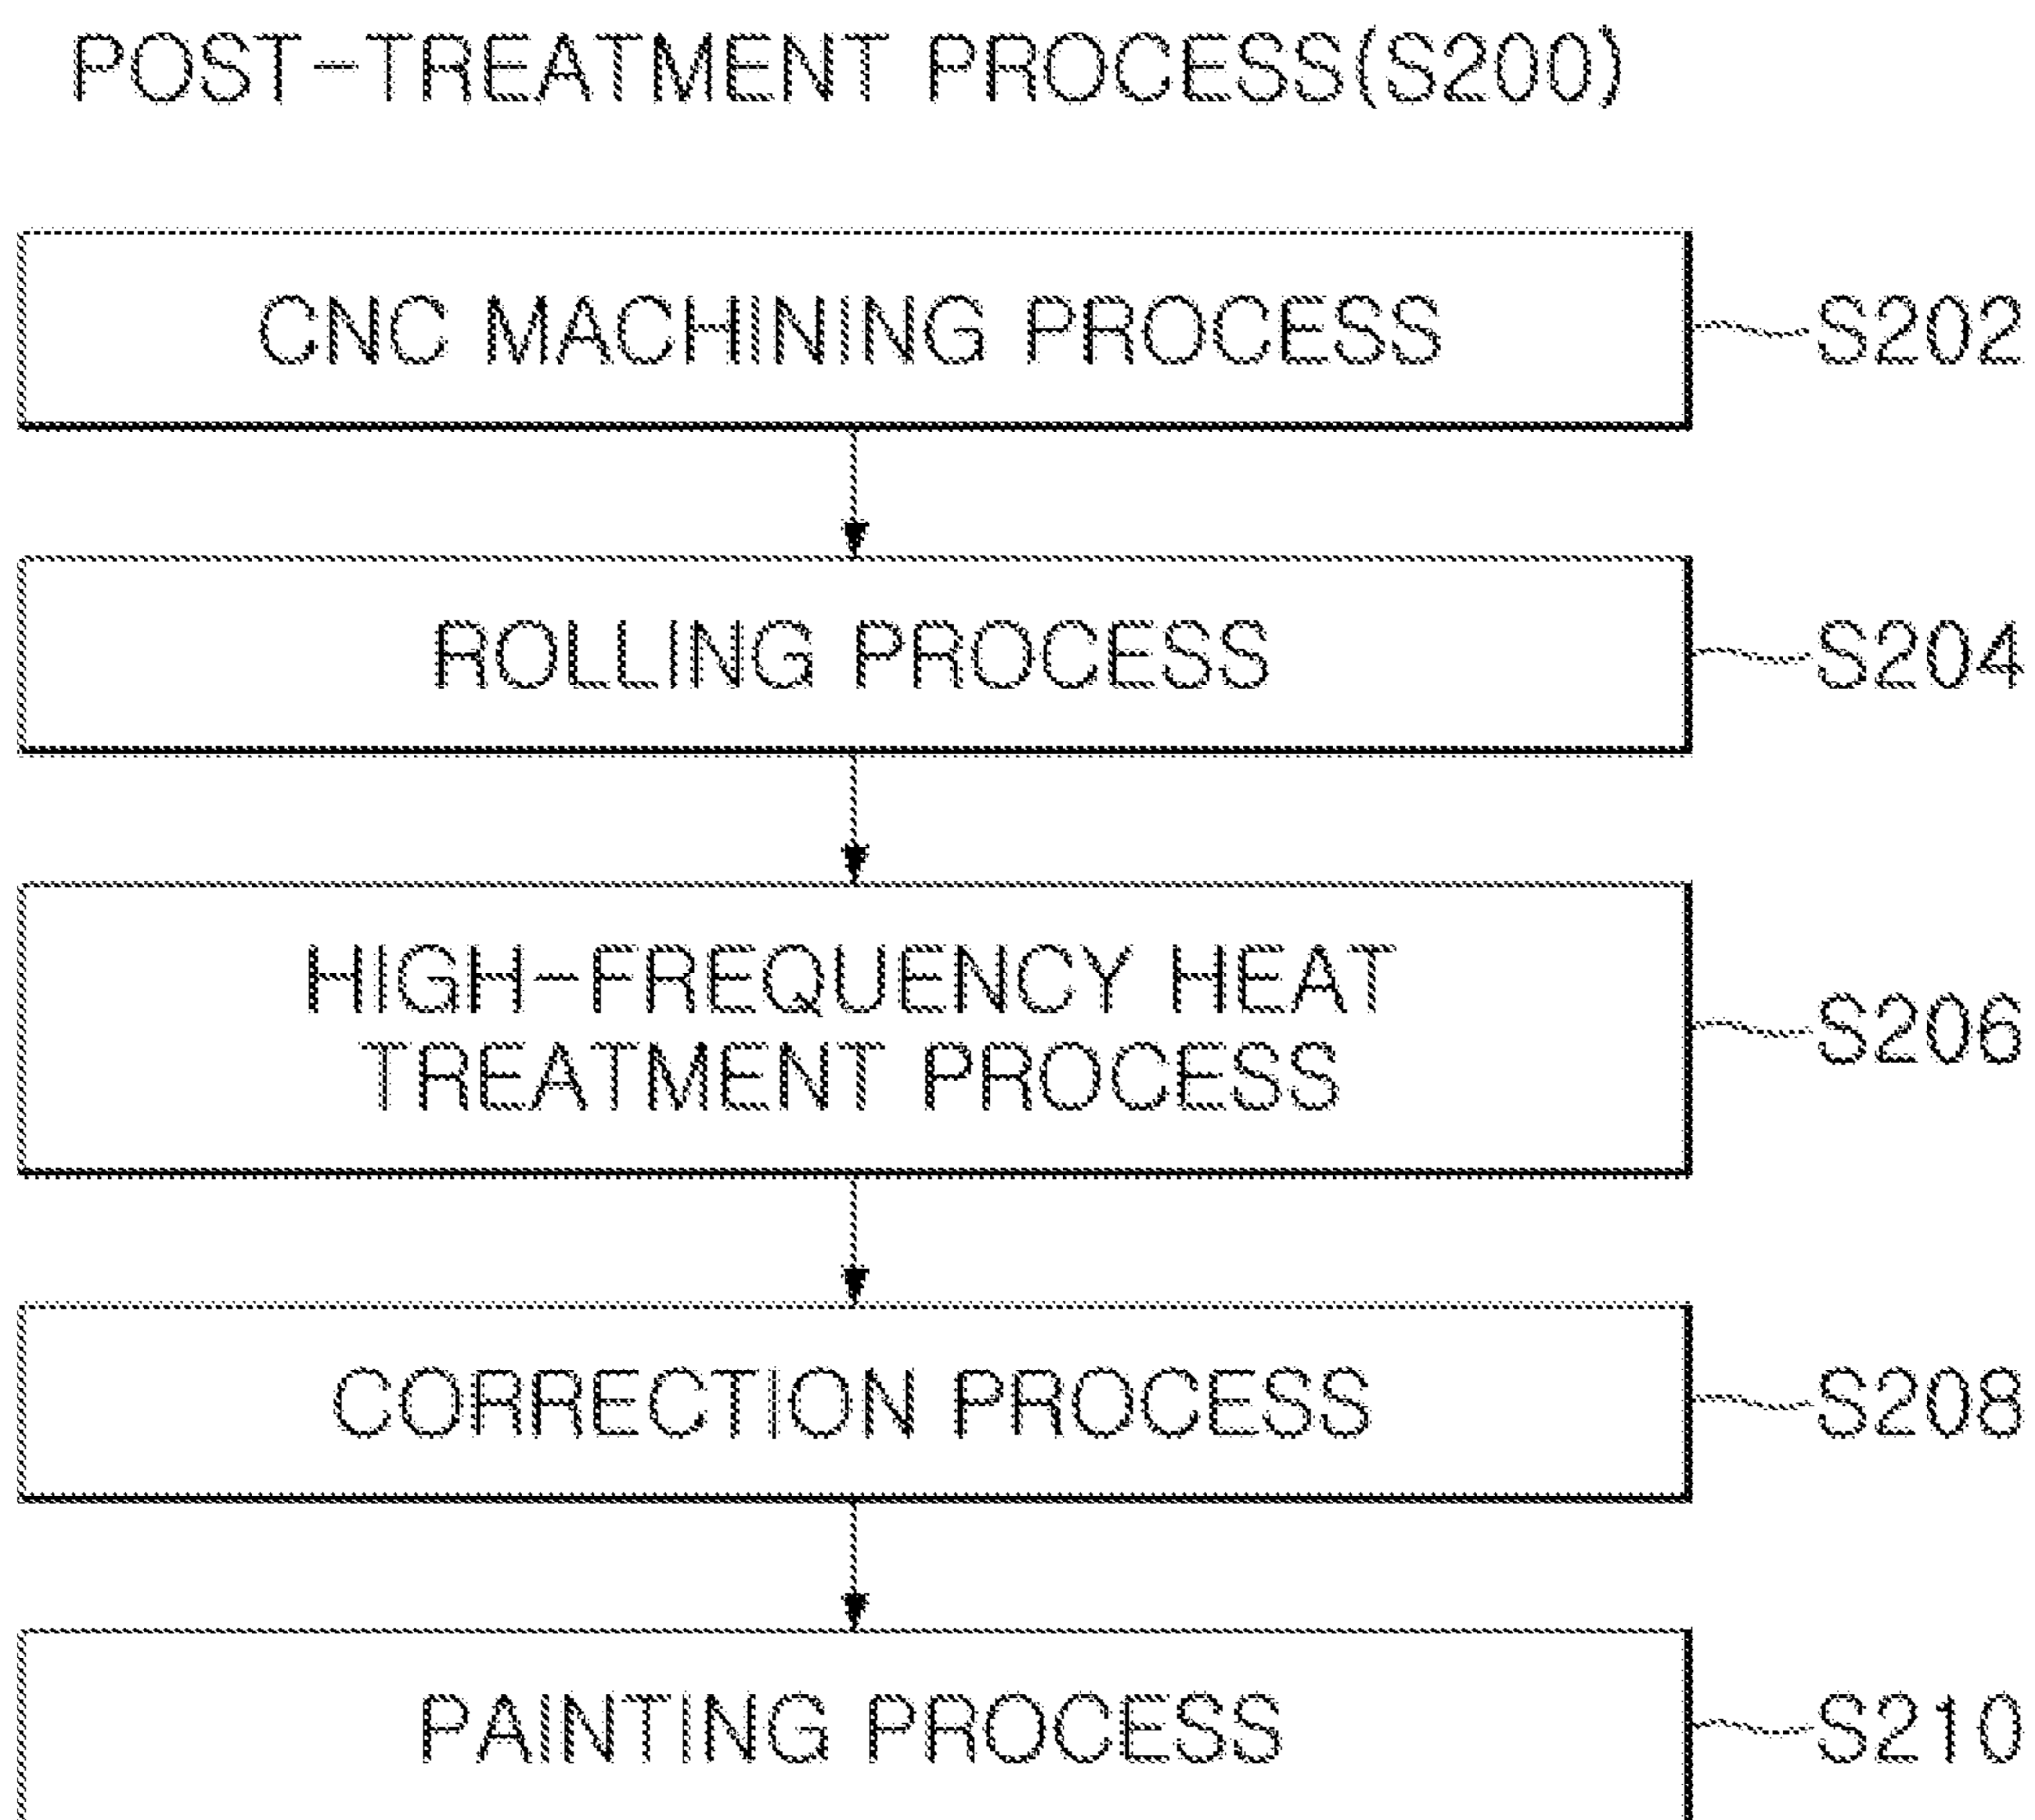 POST-TREATMENT PROCESS(S200)
CNC MACHINING PROCESS
S202
ROLLING PROCESS
S204
HIGH-FREQUENCY HEAT
TREATMENT PROCESS
S206
CORRECTION PROCESS
S208
PAINTING PROCESS
S210